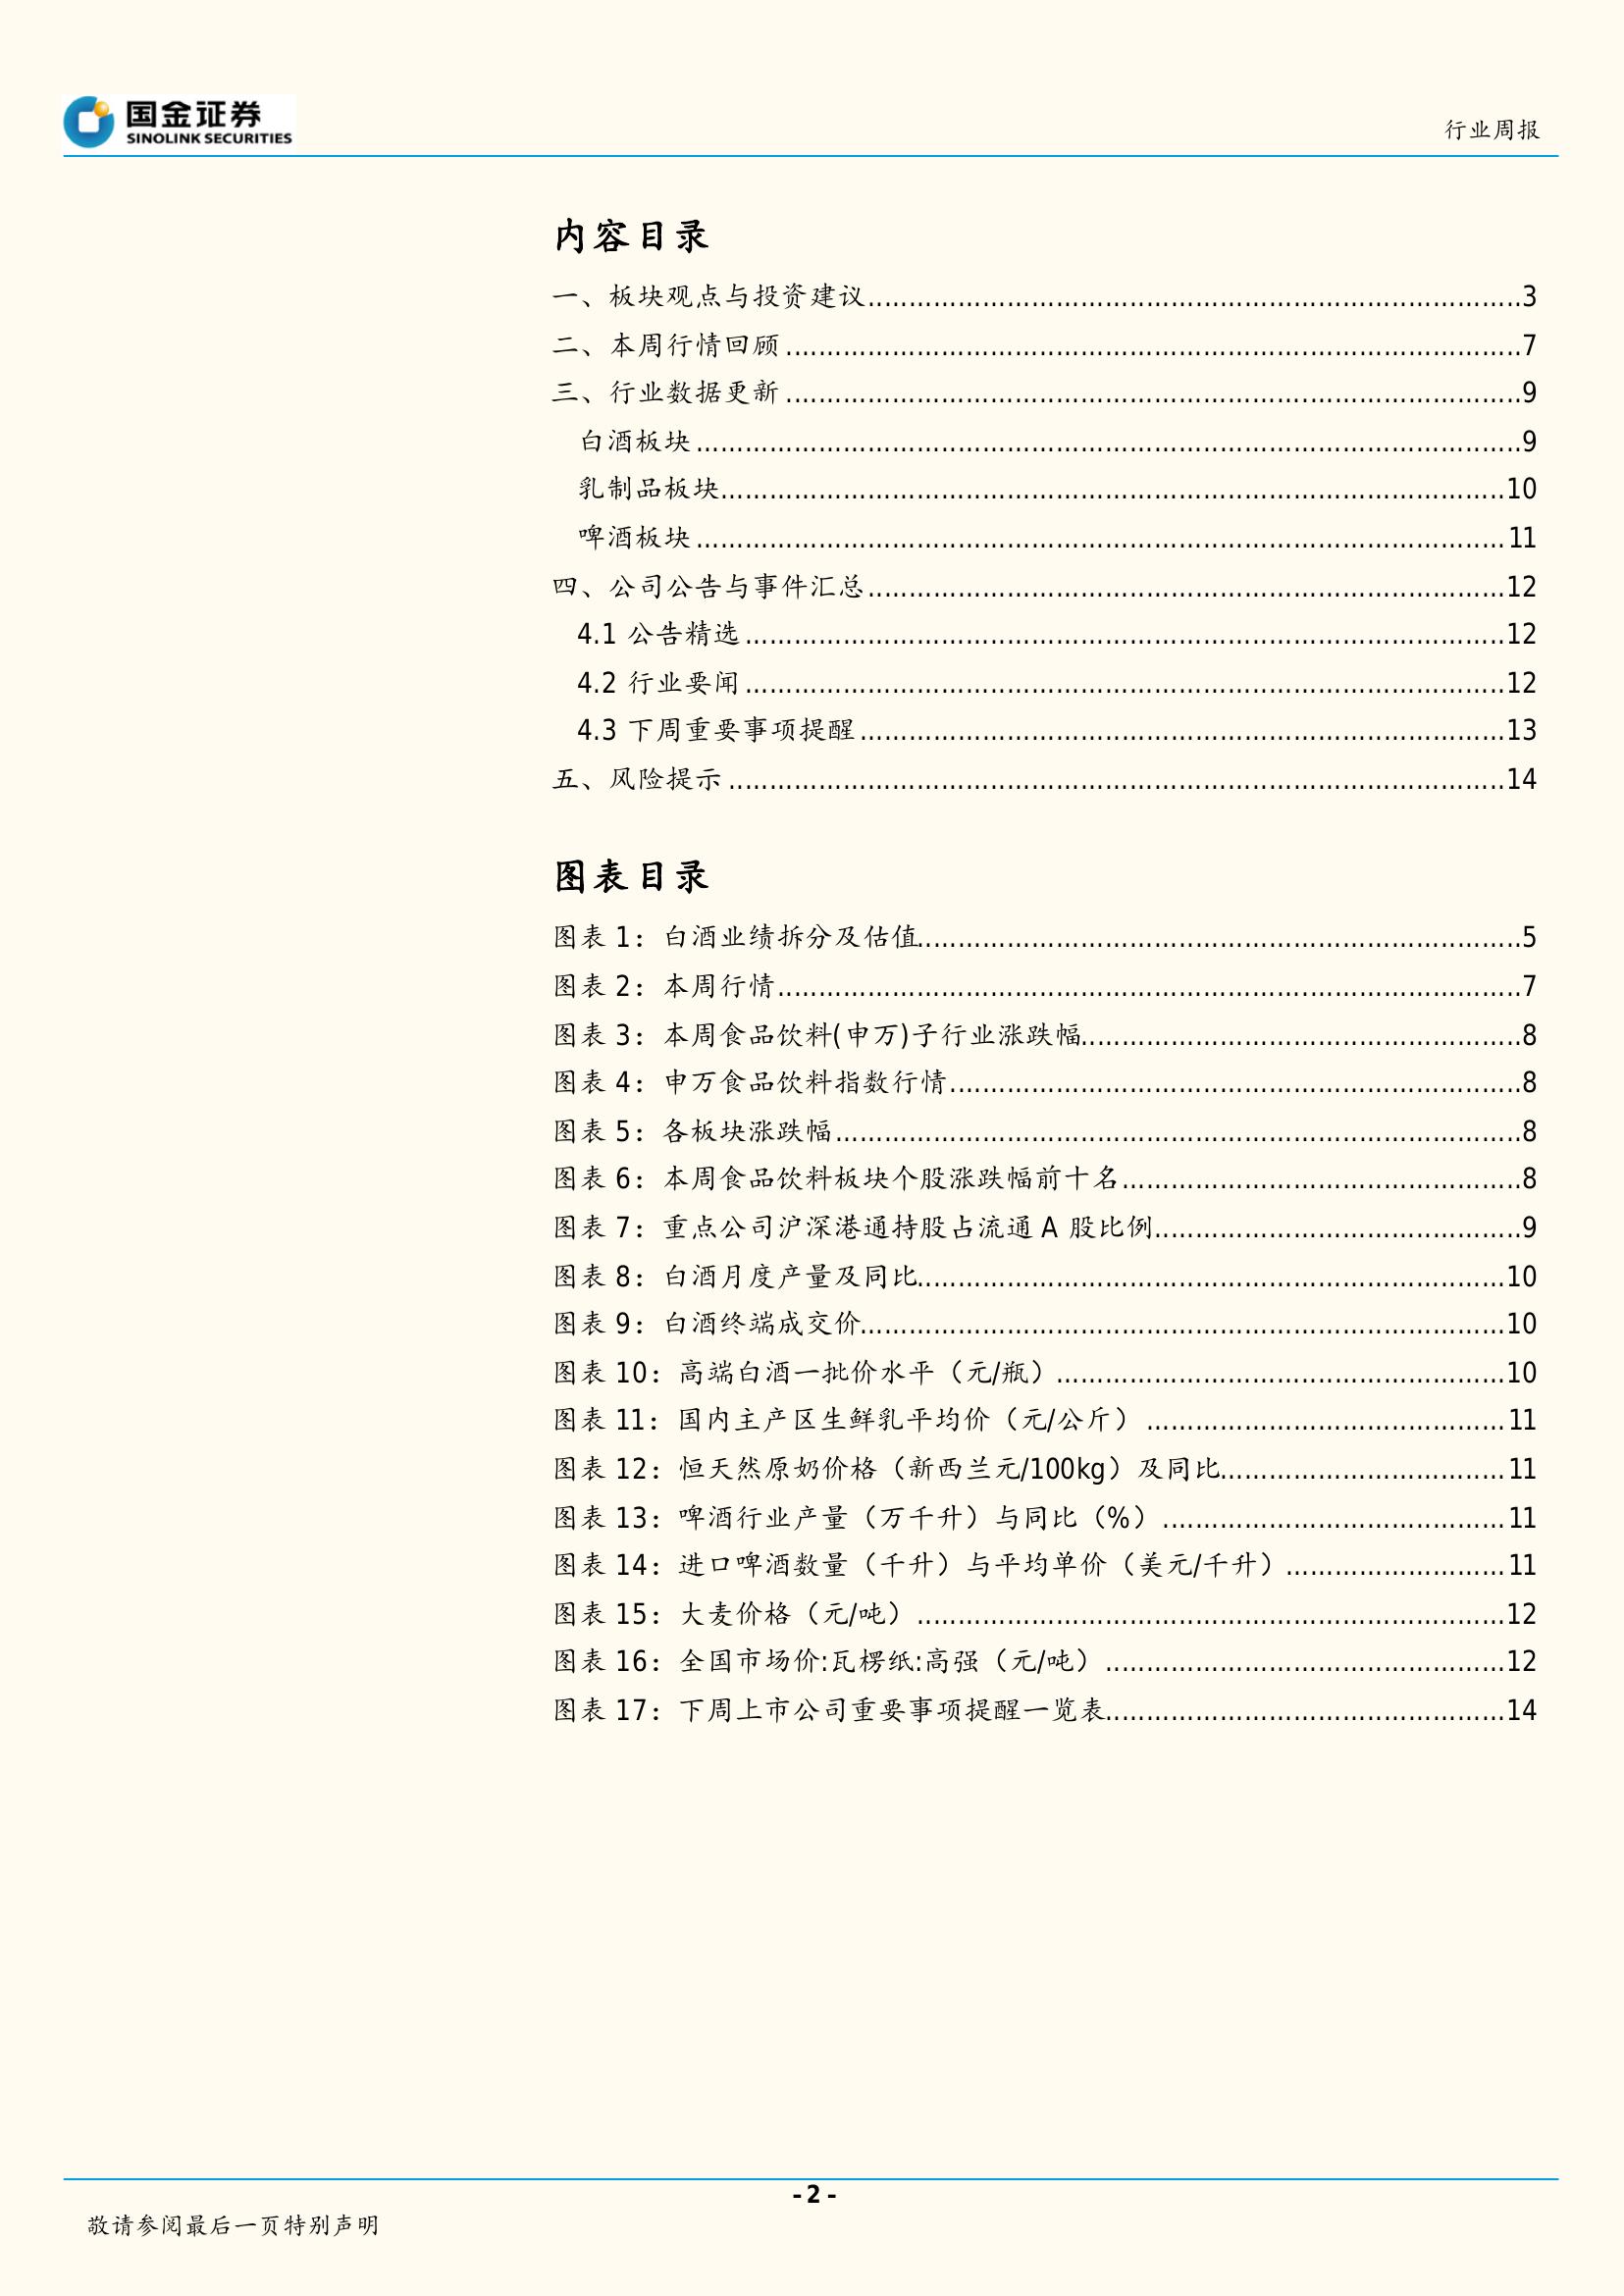 国金证券
SINOLINK SECURITIES
行业周报
内容目录
一、板块观点与投资建议................................................................................3
二、本周行情回顾..........................................................................................7
三、行业数据更新..........................................................................................9
白酒板块.....................................................................................................9
乳制品板块................................................................................................10
啤酒板块...................................................................................................11
四、公司公告与事件汇总..............................................................................12
4.1 公告精选.............................................................................................12
4.2 行业要闻.............................................................................................12
4.3 下周重要事项提醒...............................................................................13
五、风险提示...............................................................................................14
图表目录
图表 1：白酒业绩拆分及估值..........................................................................5
图表 2：本周行情...........................................................................................7
图表 3：本周食品饮料(申万)子行业涨跌幅......................................................8
图表 4：申万食品饮料指数行情......................................................................8
图表 5：各板块涨跌幅....................................................................................8
图表 6：本周食品饮料板块个股涨跌幅前十名.................................................8
图表 7：重点公司沪深港通持股占流通 A 股比例.............................................9
图表 8：白酒月度产量及同比........................................................................10
图表 9：白酒终端成交价...............................................................................10
图表 10：高端白酒一批价水平（元/瓶）.......................................................10
图表 11：国内主产区生鲜乳平均价（元/公斤）............................................11
图表 12：恒天然原奶价格（新西兰元/100kg）及同比...................................11
图表 13：啤酒行业产量（万千升）与同比（%）..........................................11
图表 14：进口啤酒数量（千升）与平均单价（美元/千升）...........................11
图表 15：大麦价格（元/吨）........................................................................12
图表 16：全国市场价:瓦楞纸:高强（元/吨）.................................................12
图表 17：下周上市公司重要事项提醒一览表.................................................14
- 2 -
敬请参阅最后一页特别声明